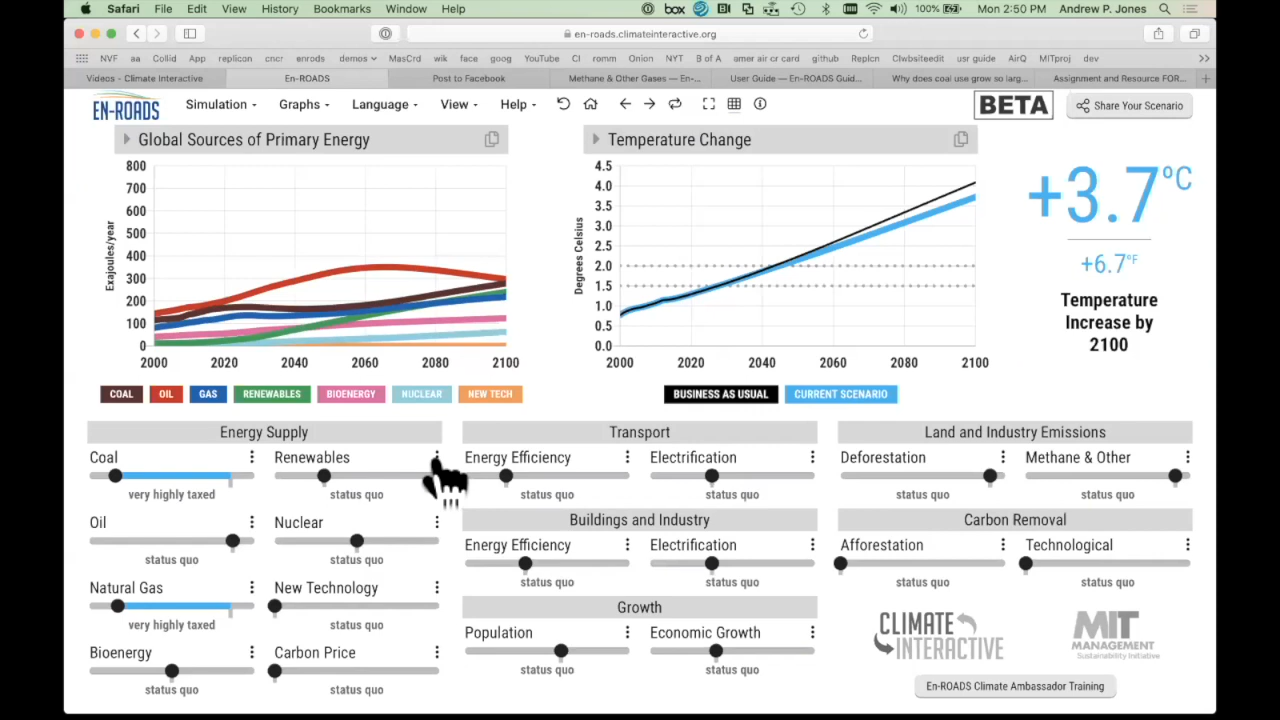 Safari File Edit View History Bookmarks Window Help box 100% Mon 2:50 PM Andrew P. Jones
en-roads.climateinteractive.org
NVF aa Collid App replicon cncr enrods demos MasCrd wik face goog YouTube CI romm Onion NYT B of A amer air or card github Replcn CIwbsiteedit usr guide AirQ MITproj dev
Videos - Climate Interactive
En-ROADS
Post to Facebook
Methane & Other Gases — En-...
User Guide — En-ROADS Guid...
Why does coal use grow so larg...
Assignment and Resource FOR...
EN-ROADS
Simulation Graphs Language View Help
BETA
Share Your Scenario
Global Sources of Primary Energy
800
700
600
500
400
300
200
100
0
Exajoules/year
2000 2020 2040 2060 2080 2100
COAL OIL GAS RENEWABLES BIOENERGY NUCLEAR NEW TECH
Temperature Change
4.5
4.0
3.5
3.0
2.5
2.0
1.5
1.0
0.5
0.0
Degrees Celsius
2000 2020 2040 2060 2080 2100
BUSINESS AS USUAL CURRENT SCENARIO
+3.7°C
+6.7°F
Temperature
Increase by
2100
Energy Supply
Coal
very highly taxed
Renewables
status quo
Oil
status quo
Nuclear
status quo
Natural Gas
very highly taxed
New Technology
status quo
Bioenergy
status quo
Carbon Price
status quo
Transport
Energy Efficiency
status quo
Electrification
status quo
Buildings and Industry
Energy Efficiency
status quo
Electrification
status quo
Growth
Population
status quo
Economic Growth
status quo
Land and Industry Emissions
Deforestation
status quo
Methane & Other
status quo
Carbon Removal
Afforestation
status quo
Technological
status quo
CLIMATE
INTERACTIVE
MIT
MANAGEMENT
Sustainability Initiative
En-ROADS Climate Ambassador Training